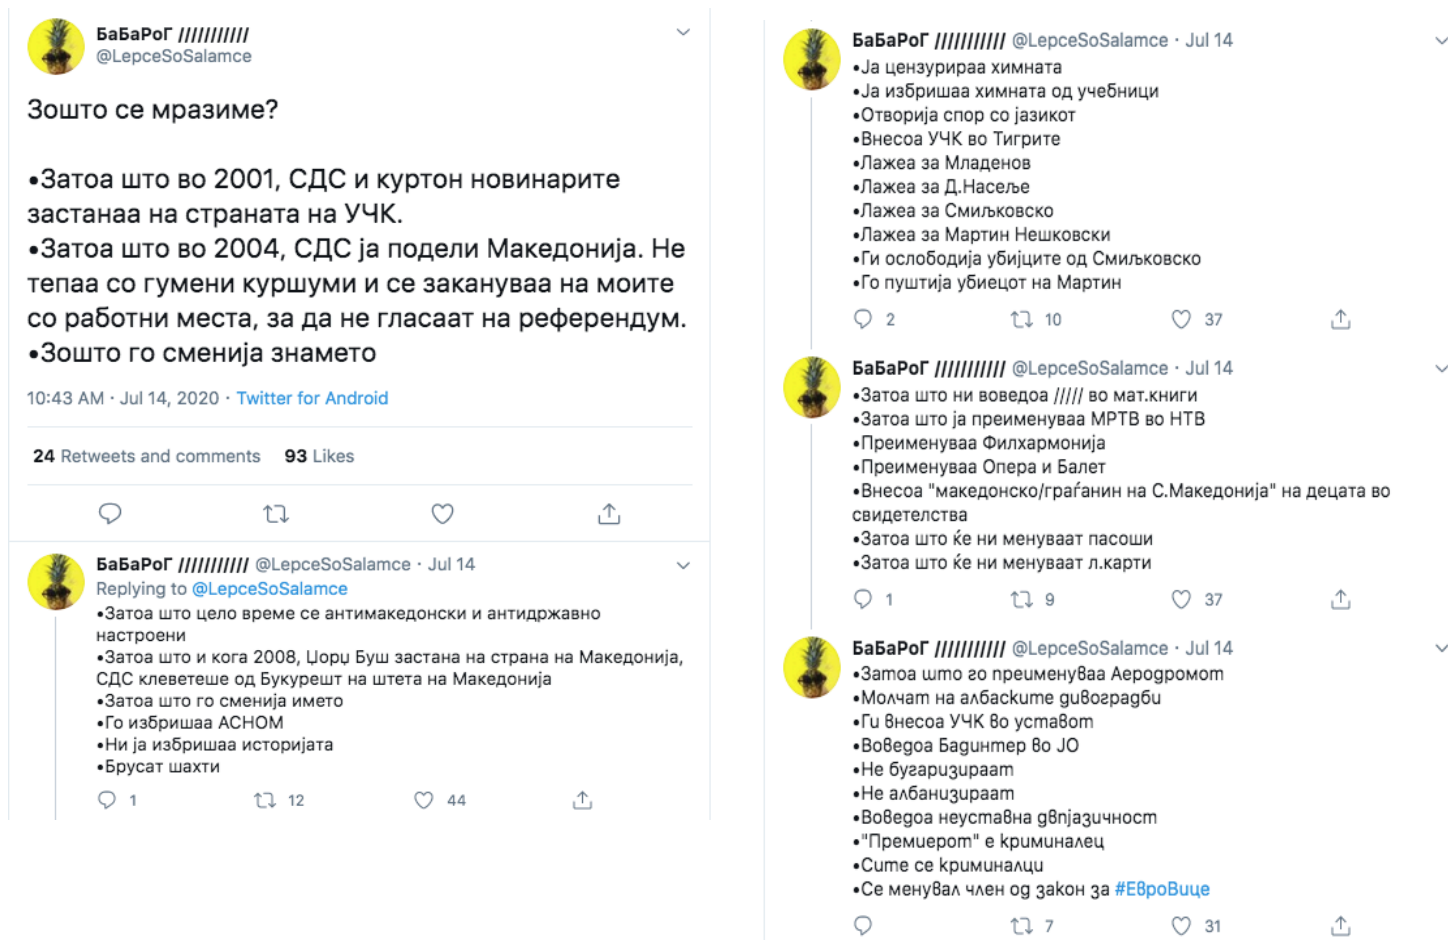 БаБаРоГ ///////////
@LepceSoSalamce
Зошто се мразиме?
•Затоа што во 2001, СДС и куртон новинарите
застанаа на страната на УЧК.
•Затоа што во 2004, СДС ја подели Македонија. Не
тепаа со гумени куршуми и се закануваа на моите
со работни места, за да не гласаат на референдум.
•Зошто го сменија знамето
10:43 AM · Jul 14, 2020 · Twitter for Android
24 Retweets and comments 93 Likes
БаБаРоГ /////////// @LepceSoSalamce · Jul 14
Replying to @LepceSoSalamce
•Затоа што цело време се антимакедонски и антидржавно
настроени
•Затоа што и кога 2008, Џорџ Буш застана на страна на Македонија,
СДС клеветеше од Букурешт на штета на Македонија
•Затоа што го сменија името
•Го избришаа АСНОМ
•Ни ја избришаа историјата
•Брусат шахти
1 12 44
БаБаРоГ /////////// @LepceSoSalamce · Jul 14
•Ја цензурираа химната
•Ја избришаа химната од учебници
•Отворија спор со јазикот
•Внесоа УЧК во Тигрите
•Лажеа за Младенов
•Лажеа за Д.Насеље
•Лажеа за Смиљковско
•Лажеа за Мартин Нешковски
•Ги ослободија убијците од Смиљковско
•Го пуштија убиецот на Мартин
2 10 37
БаБаРоГ /////////// @LepceSoSalamce · Jul 14
•Затоа што ни воведоа ///// во мат.книги
•Затоа што ја преименуваа МРТВ во НТВ
•Преименуваа Филхармонија
•Преименуваа Опера и Балет
•Внесоа "македонско/граѓанин на С.Македонија" на децата во
свидетелства
•Затоа што ќе ни менуваат пасоши
•Затоа што ќе ни менуваат л.карти
1 9 37
БаБаРоГ /////////// @LepceSoSalamce · Jul 14
•Затоа што го преименуваа Аеродромот
•Молчат на албаските дивоградби
•Ги внесоа УЧК во уставот
•Воведоа Бадинтер во ЈО
•Не бугаризираат
•Не албанизираат
•Воведоа неуставна двпјазичност
•"Премиерот" е криминалец
•Сите се криминалци
•Се менувал член од закон за #ЕвроВице
7 31